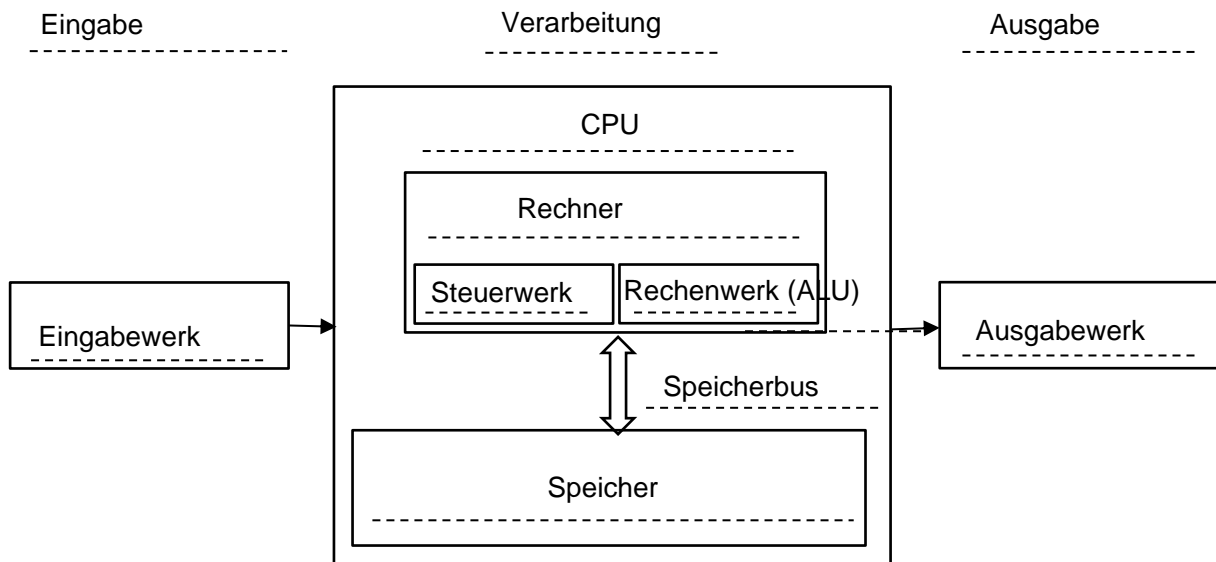 Eingabe
Verarbeitung
Ausgabe
CPU
Rechner
Steuerwerk
Rechenwerk (ALU)
Eingabewerk
Ausgabewerk
Speicherbus
Speicher